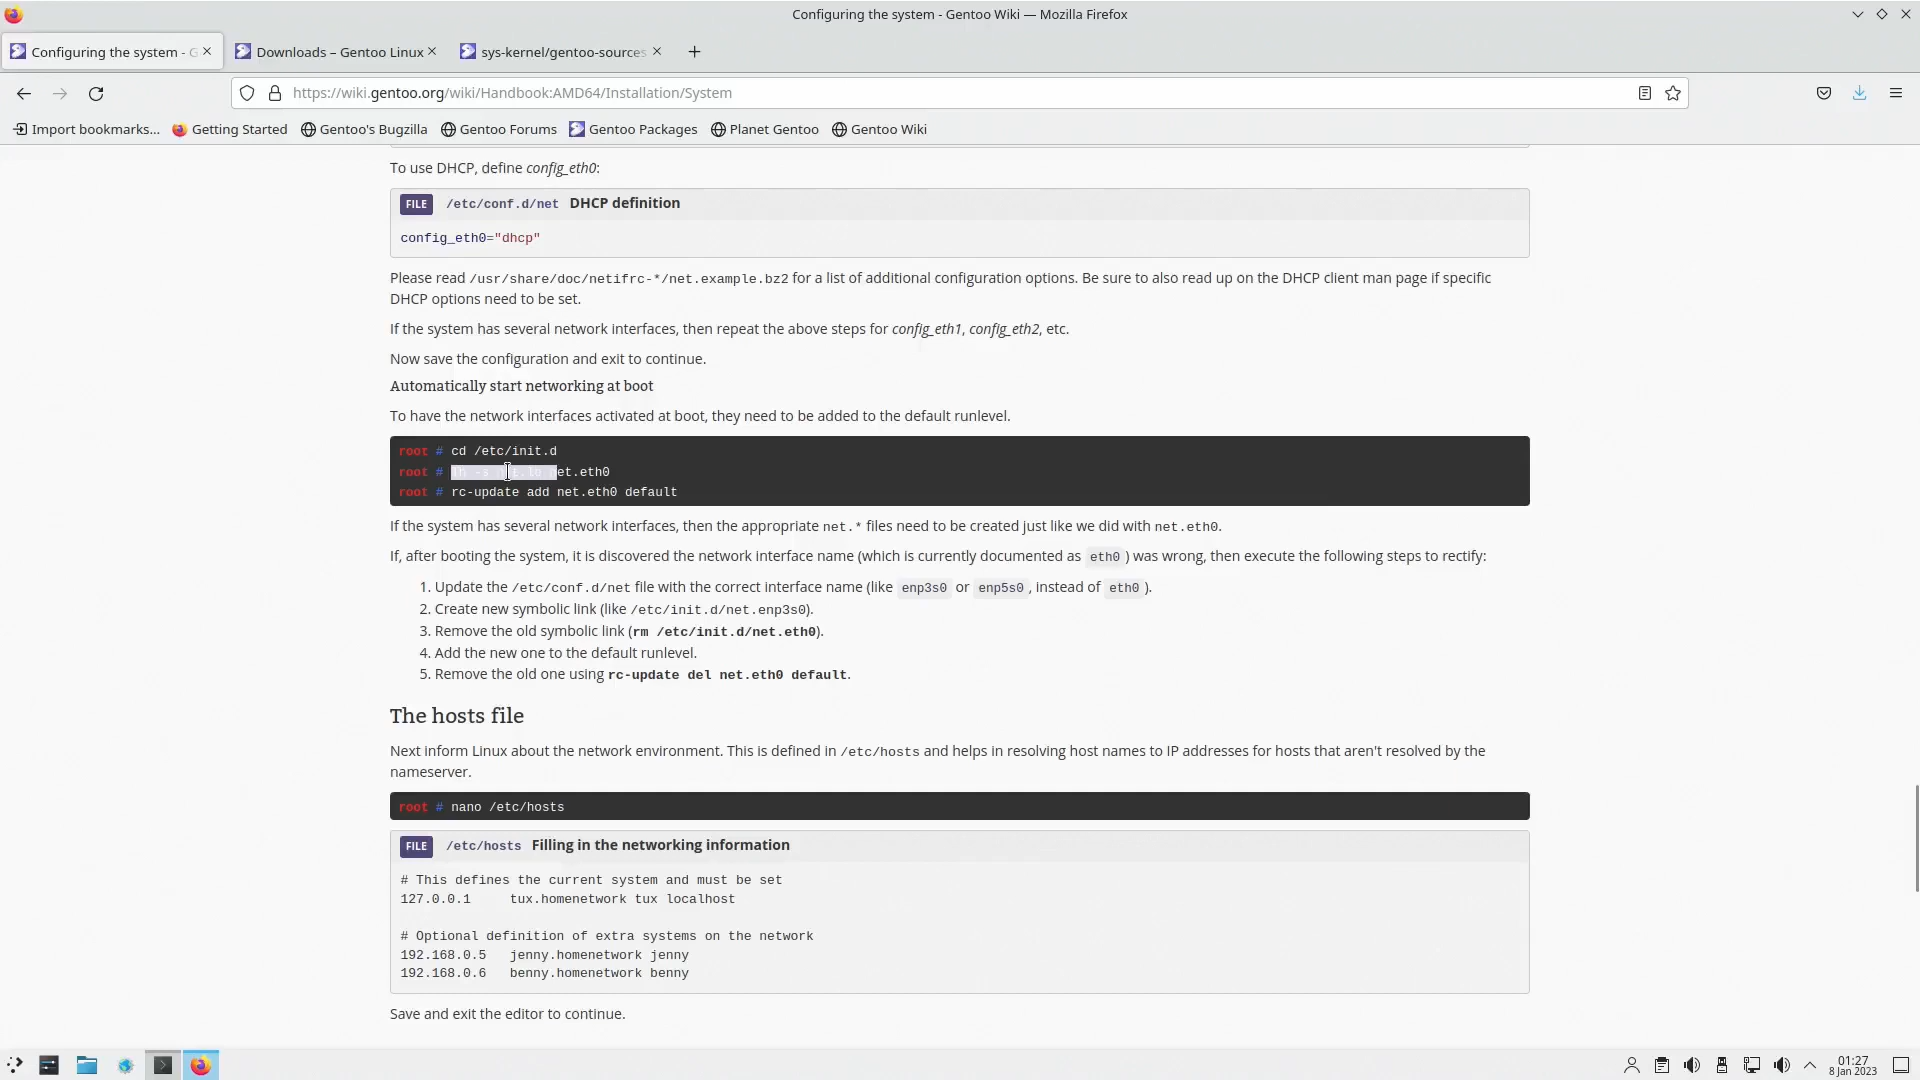 Configuring the system - Gentoo Wiki — Mozilla Firefox
Configuring the system - G
Downloads – Gentoo Linux
sys-kernel/gentoo-sources
https://wiki.gentoo.org/wiki/Handbook:AMD64/Installation/System
Import bookmarks... Getting Started Gentoo's Bugzilla Gentoo Forums Gentoo Packages Planet Gentoo Gentoo Wiki
To use DHCP, define config_eth0:
FILE /etc/conf.d/net DHCP definition
config_eth0="dhcp"
Please read /usr/share/doc/netifrc-*/net.example.bz2 for a list of additional configuration options. Be sure to also read up on the DHCP client man page if specific
DHCP options need to be set.
If the system has several network interfaces, then repeat the above steps for config_eth1, config_eth2, etc.
Now save the configuration and exit to continue.
Automatically start networking at boot
To have the network interfaces activated at boot, they need to be added to the default runlevel.
root # cd /etc/init.d
root # ln -s net.lo net.eth0
root # rc-update add net.eth0 default
If the system has several network interfaces, then the appropriate net.* files need to be created just like we did with net.eth0.
If, after booting the system, it is discovered the network interface name (which is currently documented as eth0 ) was wrong, then execute the following steps to rectify:
1. Update the /etc/conf.d/net file with the correct interface name (like enp3s0 or enp5s0 , instead of eth0 ).
2. Create new symbolic link (like /etc/init.d/net.enp3s0).
3. Remove the old symbolic link (rm /etc/init.d/net.eth0).
4. Add the new one to the default runlevel.
5. Remove the old one using rc-update del net.eth0 default.
The hosts file
Next inform Linux about the network environment. This is defined in /etc/hosts and helps in resolving host names to IP addresses for hosts that aren't resolved by the
nameserver.
root # nano /etc/hosts
FILE /etc/hosts Filling in the networking information
# This defines the current system and must be set
127.0.0.1     tux.homenetwork tux localhost
# Optional definition of extra systems on the network
192.168.0.5   jenny.homenetwork jenny
192.168.0.6   benny.homenetwork benny
Save and exit the editor to continue.
01:27
8 Jan 2023